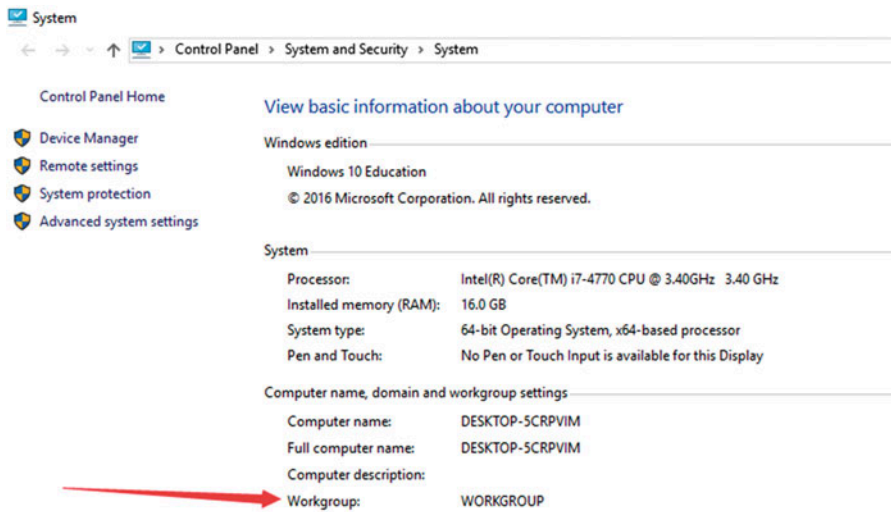 System
Control Panel > System and Security > System
Control Panel Home
Device Manager
Remote settings
System protection
Advanced system settings
View basic information about your computer
Windows edition
Windows 10 Education
© 2016 Microsoft Corporation. All rights reserved.
System
Processor: Intel(R) Core(TM) i7-4770 CPU @ 3.40GHz 3.40 GHz
Installed memory (RAM): 16.0 GB
System type: 64-bit Operating System, x64-based processor
Pen and Touch: No Pen or Touch Input is available for this Display
Computer name, domain and workgroup settings
Computer name: DESKTOP-5CRPVIM
Full computer name: DESKTOP-5CRPVIM
Computer description:
Workgroup: WORKGROUP